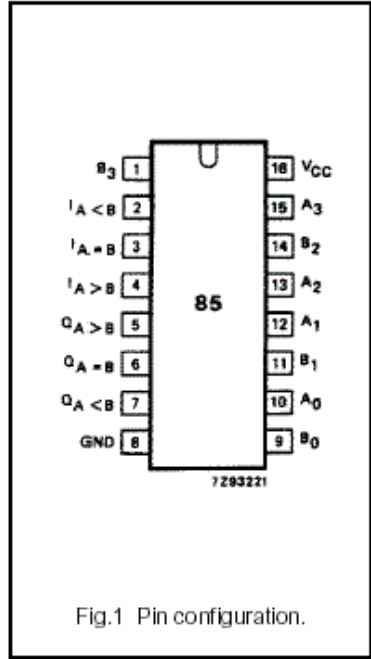 B3 1 16 VCC
IA < B 2 15 A3
IA = B 3 14 B2
IA > B 4 13 A2
85
QA > B 5 12 A1
QA = B 6 11 B1
QA < B 7 10 A0
GND 8 9 B0
7Z93221
Fig.1 Pin configuration.